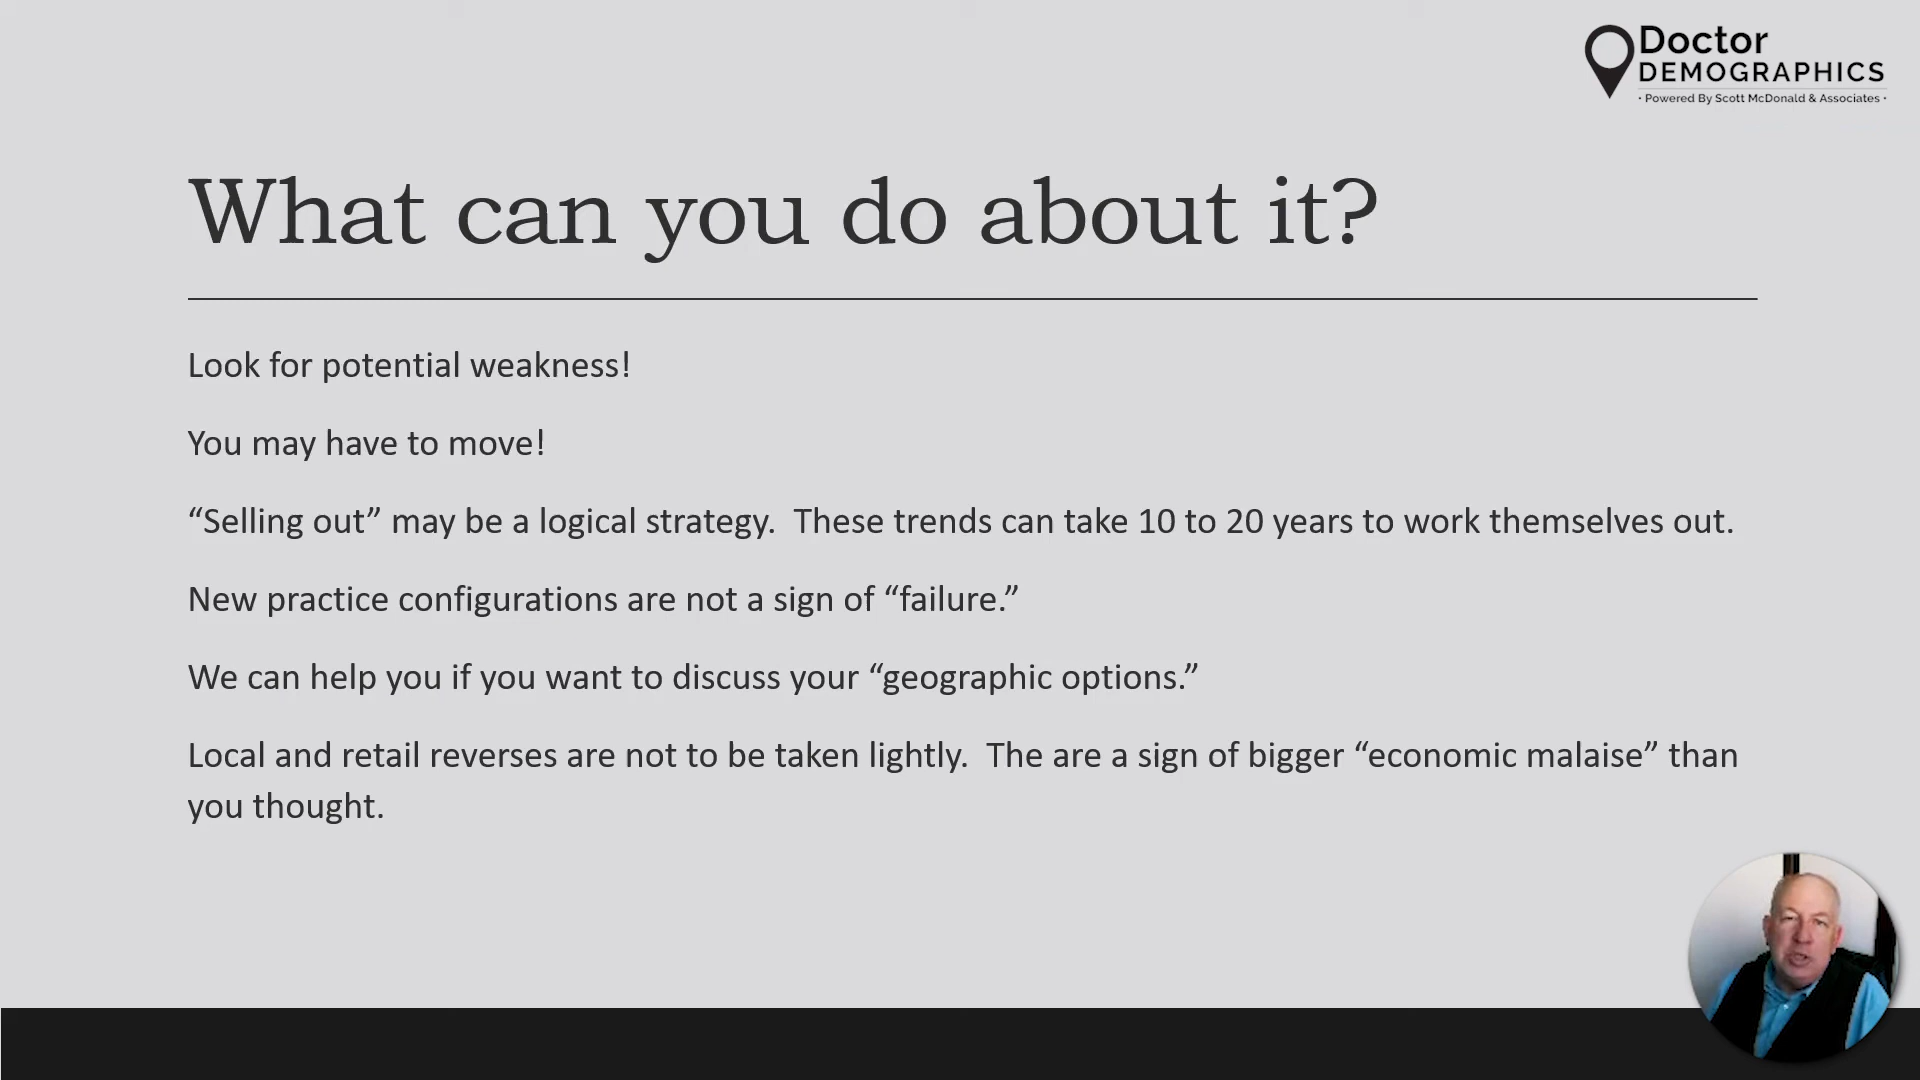 Doctor
DEMOGRAPHICS
· Powered By Scott McDonald & Associates ·
What can you do about it?
Look for potential weakness!
You may have to move!
“Selling out” may be a logical strategy.  These trends can take 10 to 20 years to work themselves out.
New practice configurations are not a sign of “failure.”
We can help you if you want to discuss your “geographic options.”
Local and retail reverses are not to be taken lightly.  The are a sign of bigger “economic malaise” than
you thought.